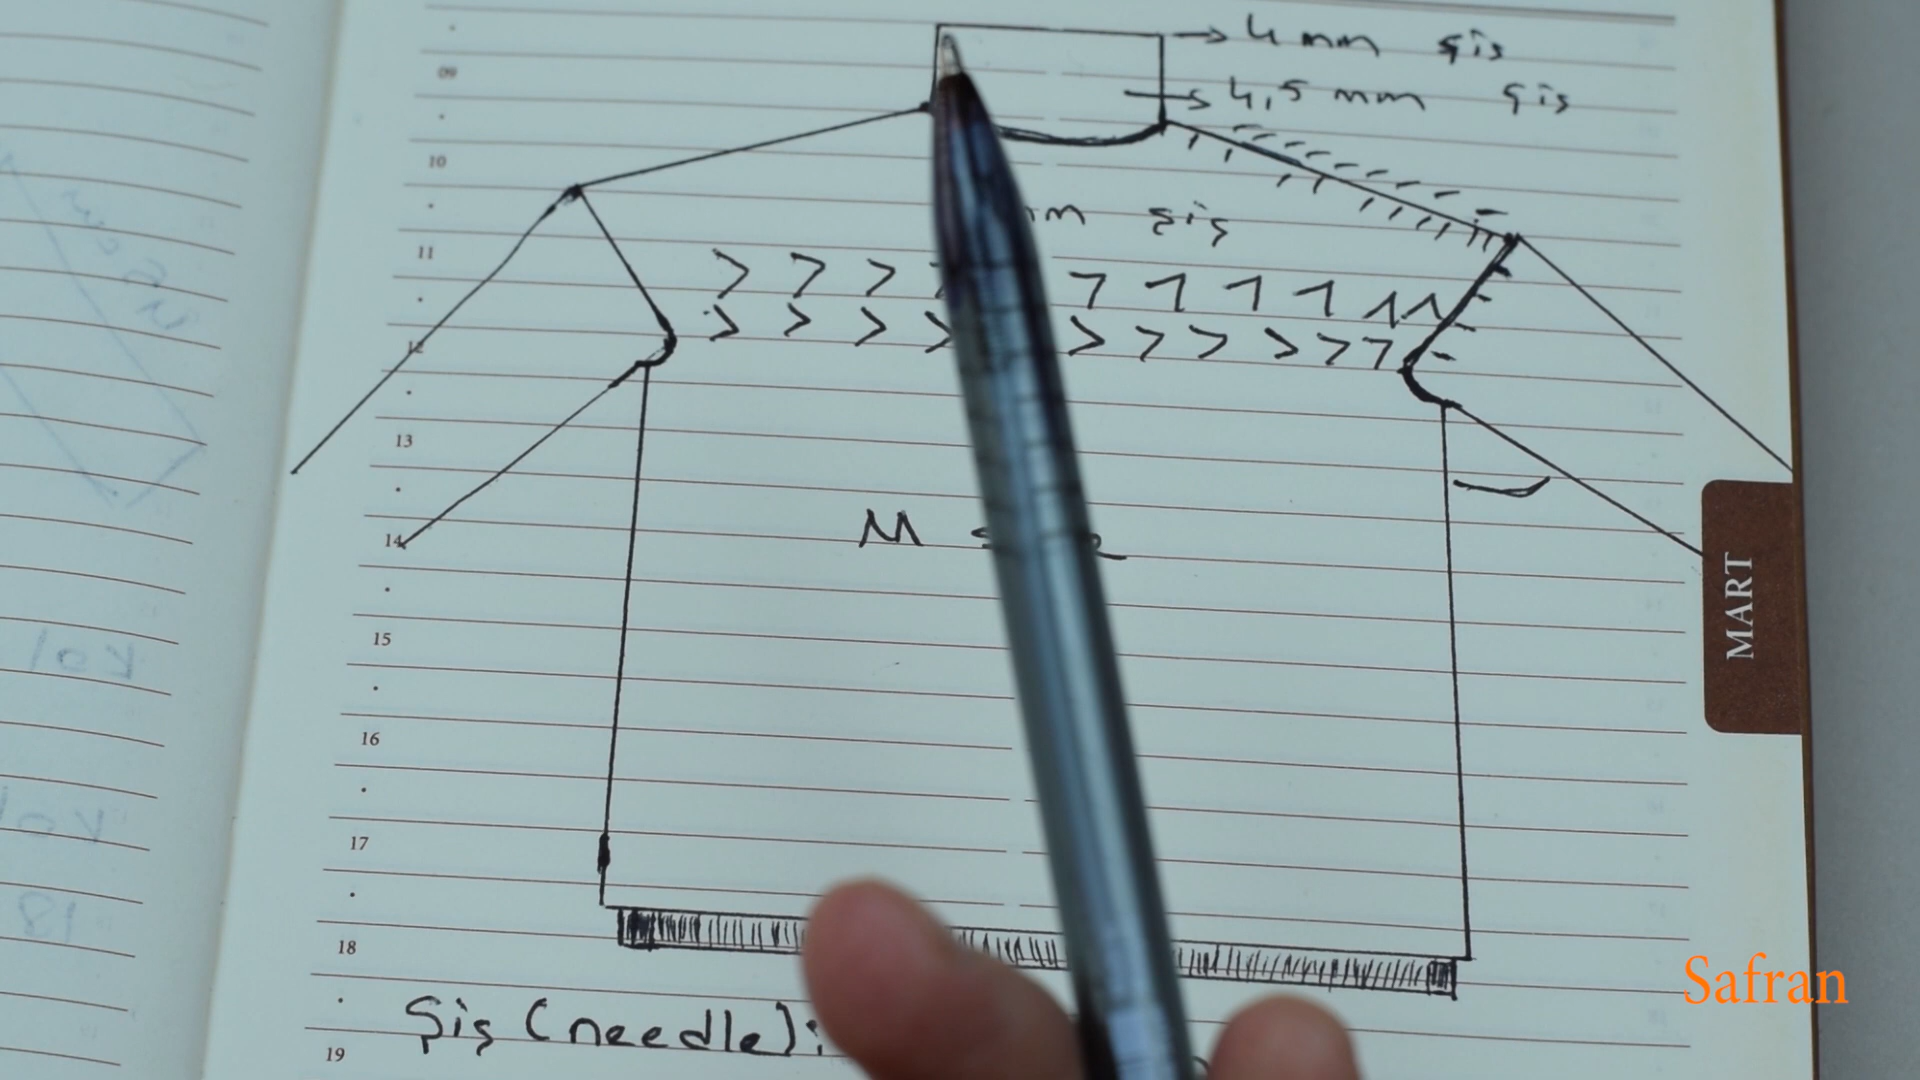 → 4 mm şiş
09
→ 4,5 mm şiş
10
şiş
11
12
13
14
M
MART
15
16
17
Safran
18
Şiş (needle):
19